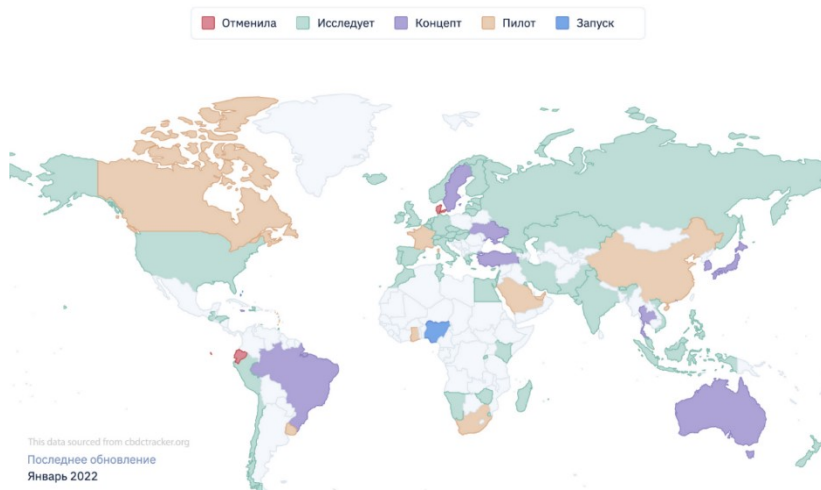 Отменила Исследует Концепт Пилот Запуск
This data sourced from cbdctracker.org
Последнее обновление
Январь 2022